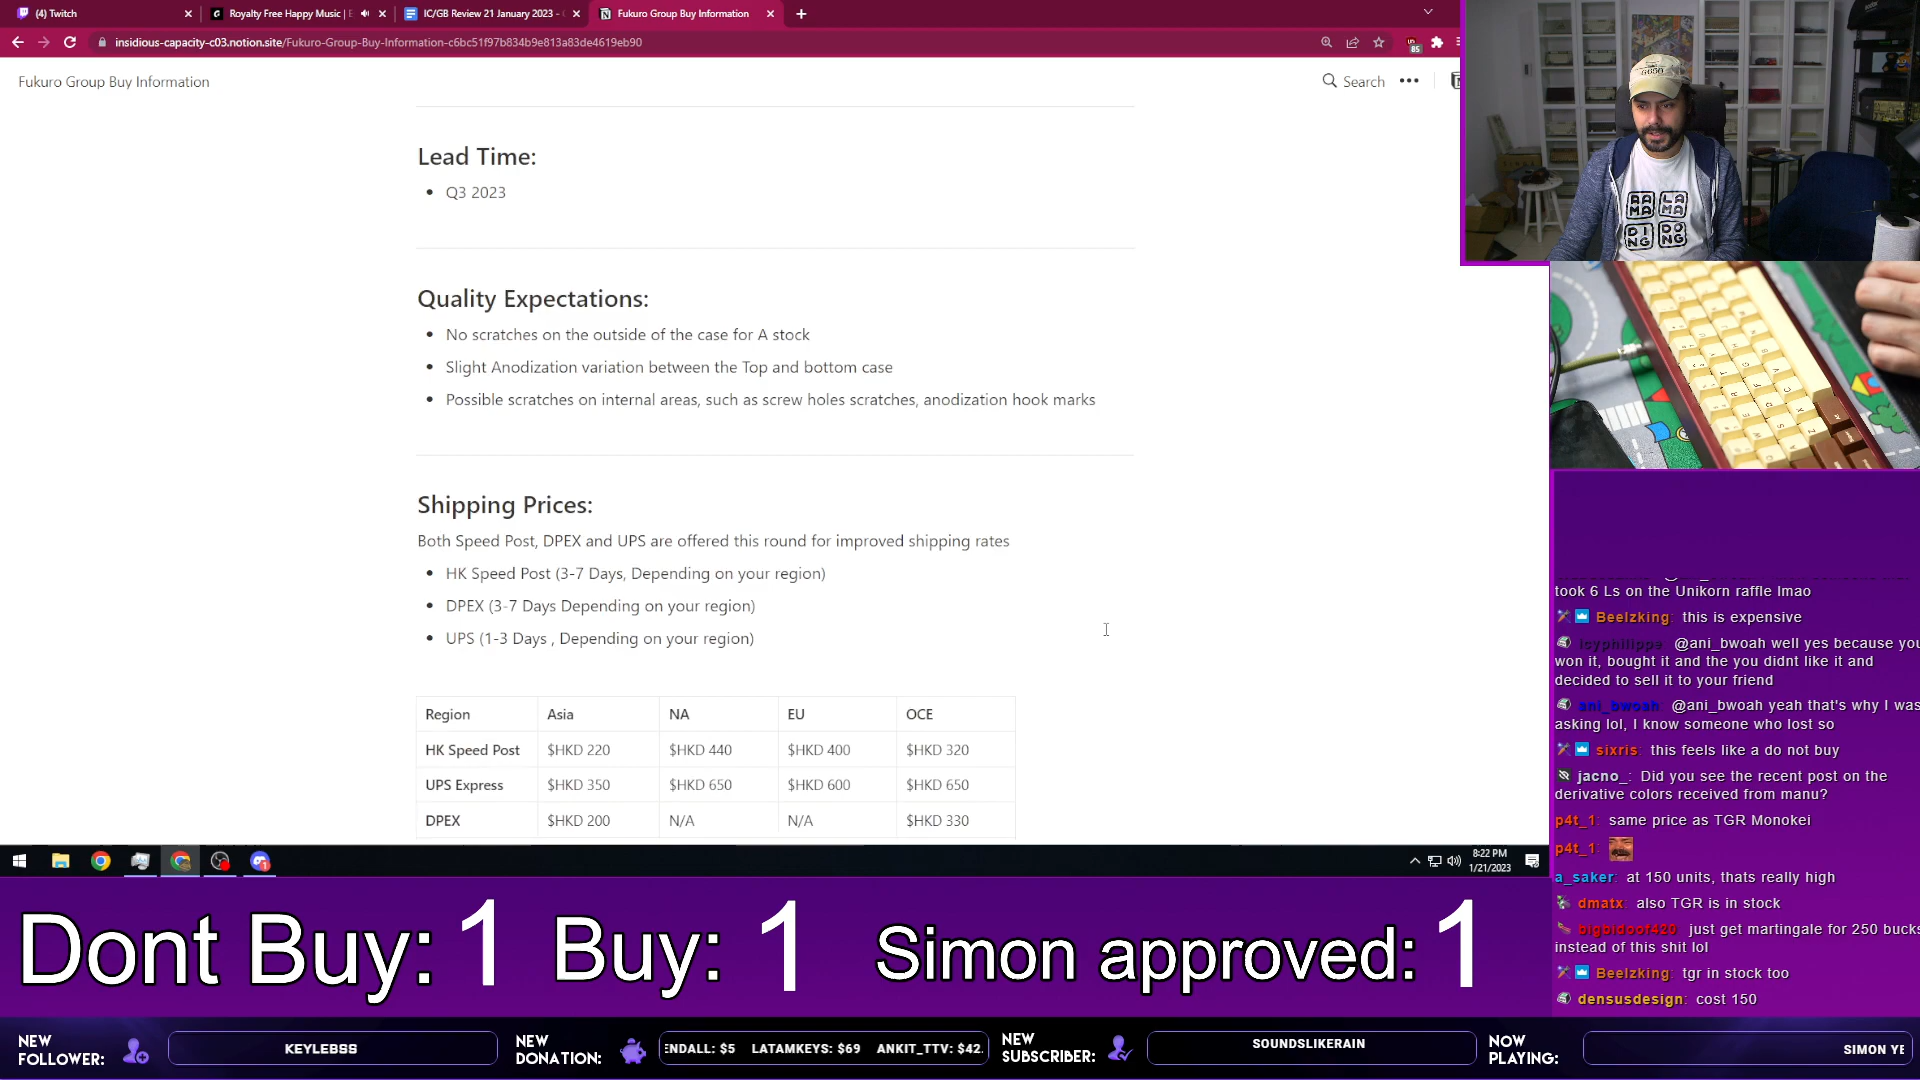 (4) Twitch
Royalty Free Happy Music | E
IC/GB Review 21 January 2023 -
Fukuro Group Buy Information
insidious-capacity-c03.notion.site/Fukuro-Group-Buy-Information-c6bc51f97b834b9e813a83de4619eb90
85
Fukuro Group Buy Information
Search
Lead Time:
Q3 2023
Quality Expectations:
No scratches on the outside of the case for A stock
Slight Anodization variation between the Top and bottom case
Possible scratches on internal areas, such as screw holes scratches, anodization hook marks
Shipping Prices:
Both Speed Post, DPEX and UPS are offered this round for improved shipping rates
HK Speed Post (3-7 Days, Depending on your region)
DPEX (3-7 Days Depending on your region)
UPS (1-3 Days , Depending on your region)
Region Asia NA EU OCE
HK Speed Post $HKD 220 $HKD 440 $HKD 400 $HKD 320
UPS Express $HKD 350 $HKD 650 $HKD 600 $HKD 650
DPEX $HKD 200 N/A N/A $HKD 330
8:22 PM
1/21/2023
RA LA
MA MA
DI DO
NG NG
took 6 Ls on the Unikorn raffle lmao
Beelzking: this is expensive
icyphilippe @ani_bwoah well yes because you
won it, bought it and the you didnt like it and
decided to sell it to your friend
ani_bwoah: @ani_bwoah yeah that's why I was
asking lol, I know someone who lost so
sixris: this feels like a do not buy
jacno_: Did you see the recent post on the
derivative colors received from manu?
p4t_1: same price as TGR Monokei
p4t_1:
a_saker: at 150 units, thats really high
dmatx: also TGR is in stock
bigbidoof420 just get martingale for 250 bucks
instead of this shit lol
Beelzking: tgr in stock too
densusdesign: cost 150
Dont Buy: 1 Buy: 1 Simon approved: 1
NEW
FOLLOWER:
KEYLEBSS
NEW
DONATION:
ENDALL: $5 LATAMKEYS: $69 ANKIT_TTV: $42.
NEW
SUBSCRIBER:
SOUNDSLIKERAIN
NOW
PLAYING:
SIMON YE